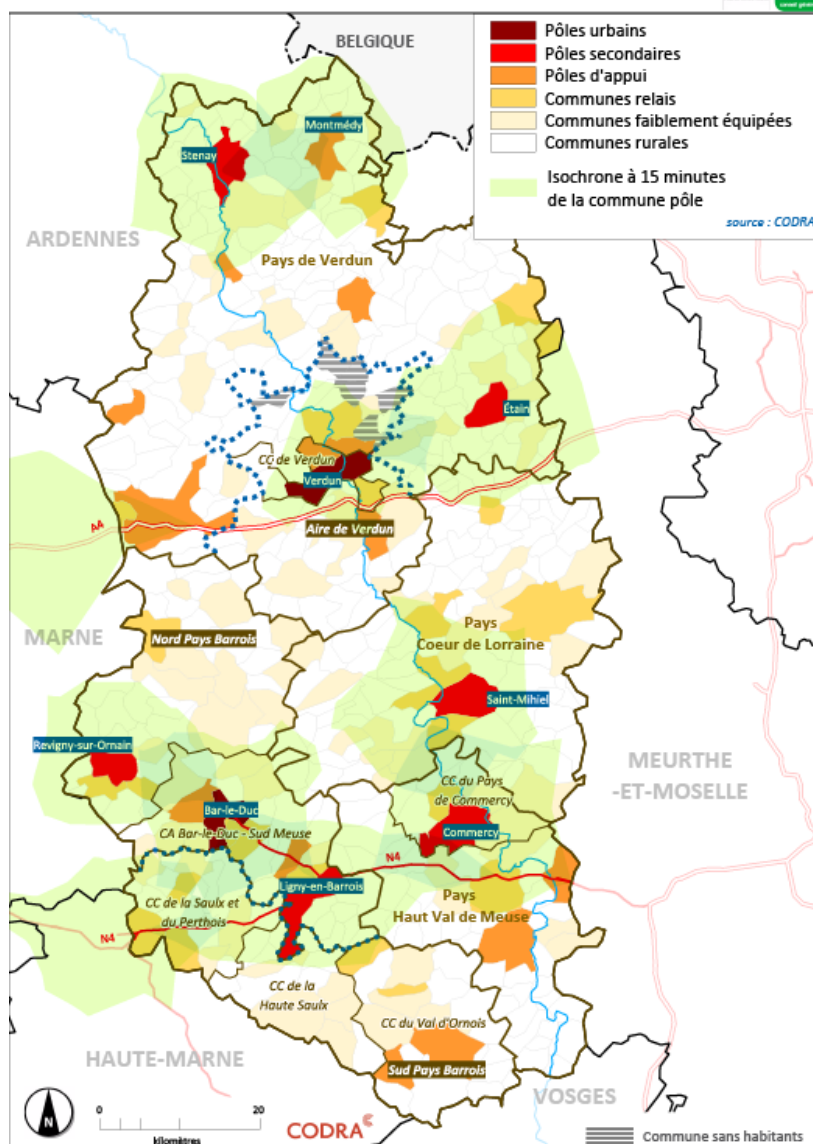 conseil général
BELGIQUE
Pôles urbains
Pôles secondaires
Pôles d'appui
Communes relais
Communes faiblement équipées
Communes rurales
Isochrone à 15 minutes
de la commune pôle
source : CODRA
Montmédy
Stenay
ARDENNES
Pays de Verdun
Étain
CC de Verdun
Verdun
A4
Aire de Verdun
MARNE
Nord Pays Barrois
Pays
Coeur de Lorraine
Saint-Mihiel
Revigny-sur-Ornain
MEURTHE
-ET-MOSELLE
CC du Pays
de Commercy
Bar-le-Duc
CA Bar-le-Duc - Sud Meuse
Commercy
N4
Ligny-en-Barrois
CC de la Saulx et
du Perthois
Pays
Haut Val de Meuse
N4
CC de la
Haute Saulx
CC du Val d'Ornois
HAUTE-MARNE
Sud Pays Barrois
VOSGES
N
0
20
kilomètres
CODRA
Commune sans habitants